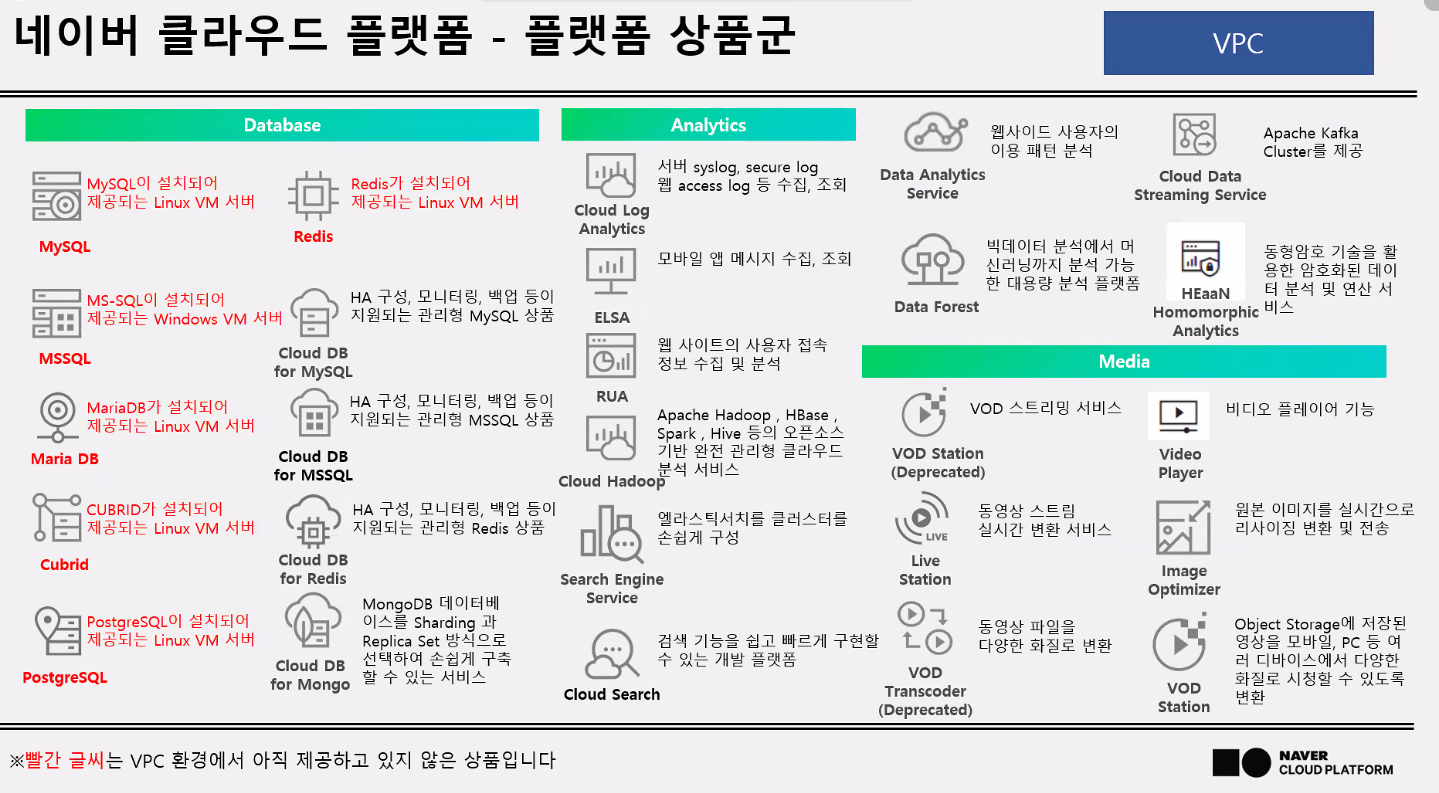 네이버 클라우드 플랫폼 - 플랫폼 상품군
VPC
Database
MySQL이 설치되어
제공되는 Linux VM 서버
MySQL
Redis가 설치되어
제공되는 Linux VM 서버
Redis
MS-SQL이 설치되어
제공되는 Windows VM 서버
MSSQL
HA 구성, 모니터링, 백업 등이
지원되는 관리형 MySQL 상품
Cloud DB
for MySQL
MariaDB가 설치되어
제공되는 Linux VM 서버
Maria DB
HA 구성, 모니터링, 백업 등이
지원되는 관리형 MSSQL 상품
Cloud DB
for MSSQL
CUBRID가 설치되어
제공되는 Linux VM 서버
Cubrid
HA 구성, 모니터링, 백업 등이
지원되는 관리형 Redis 상품
Cloud DB
for Redis
PostgreSQL이 설치되어
제공되는 Linux VM 서버
PostgreSQL
MongoDB 데이터베
이스를 Sharding 과
Replica Set 방식으로
선택하여 손쉽게 구축
할 수 있는 서비스
Cloud DB
for Mongo
Analytics
서버 syslog, secure log
웹 access log 등 수집, 조회
Cloud Log
Analytics
모바일 앱 메시지 수집, 조회
ELSA
웹 사이트의 사용자 접속
정보 수집 및 분석
RUA
Apache Hadoop , HBase ,
Spark , Hive 등의 오픈소스
기반 완전 관리형 클라우드
분석 서비스
Cloud Hadoop
엘라스틱서치를 클러스터를
손쉽게 구성
Search Engine
Service
검색 기능을 쉽고 빠르게 구현할
수 있는 개발 플랫폼
Cloud Search
웹사이드 사용자의
이용 패턴 분석
Data Analytics
Service
Apache Kafka
Cluster를 제공
Cloud Data
Streaming Service
빅데이터 분석에서 머
신러닝까지 분석 가능
한 대용량 분석 플랫폼
Data Forest
동형암호 기술을 활
용한 암호화된 데이
터 분석 및 연산 서
비스
HEaaN
Homomorphic
Analytics
Media
VOD 스트리밍 서비스
VOD Station
(Deprecated)
비디오 플레이어 기능
Video
Player
동영상 스트림
실시간 변환 서비스
LIVE
Live
Station
원본 이미지를 실시간으로
리사이징 변환 및 전송
Image
Optimizer
동영상 파일을
다양한 화질로 변환
VOD
Transcoder
(Deprecated)
Object Storage에 저장된
영상을 모바일, PC 등 여
러 디바이스에서 다양한
화질로 시청할 수 있도록
변환
VOD
Station
※빨간 글씨는 VPC 환경에서 아직 제공하고 있지 않은 상품입니다
NAVER
CLOUD PLATFORM